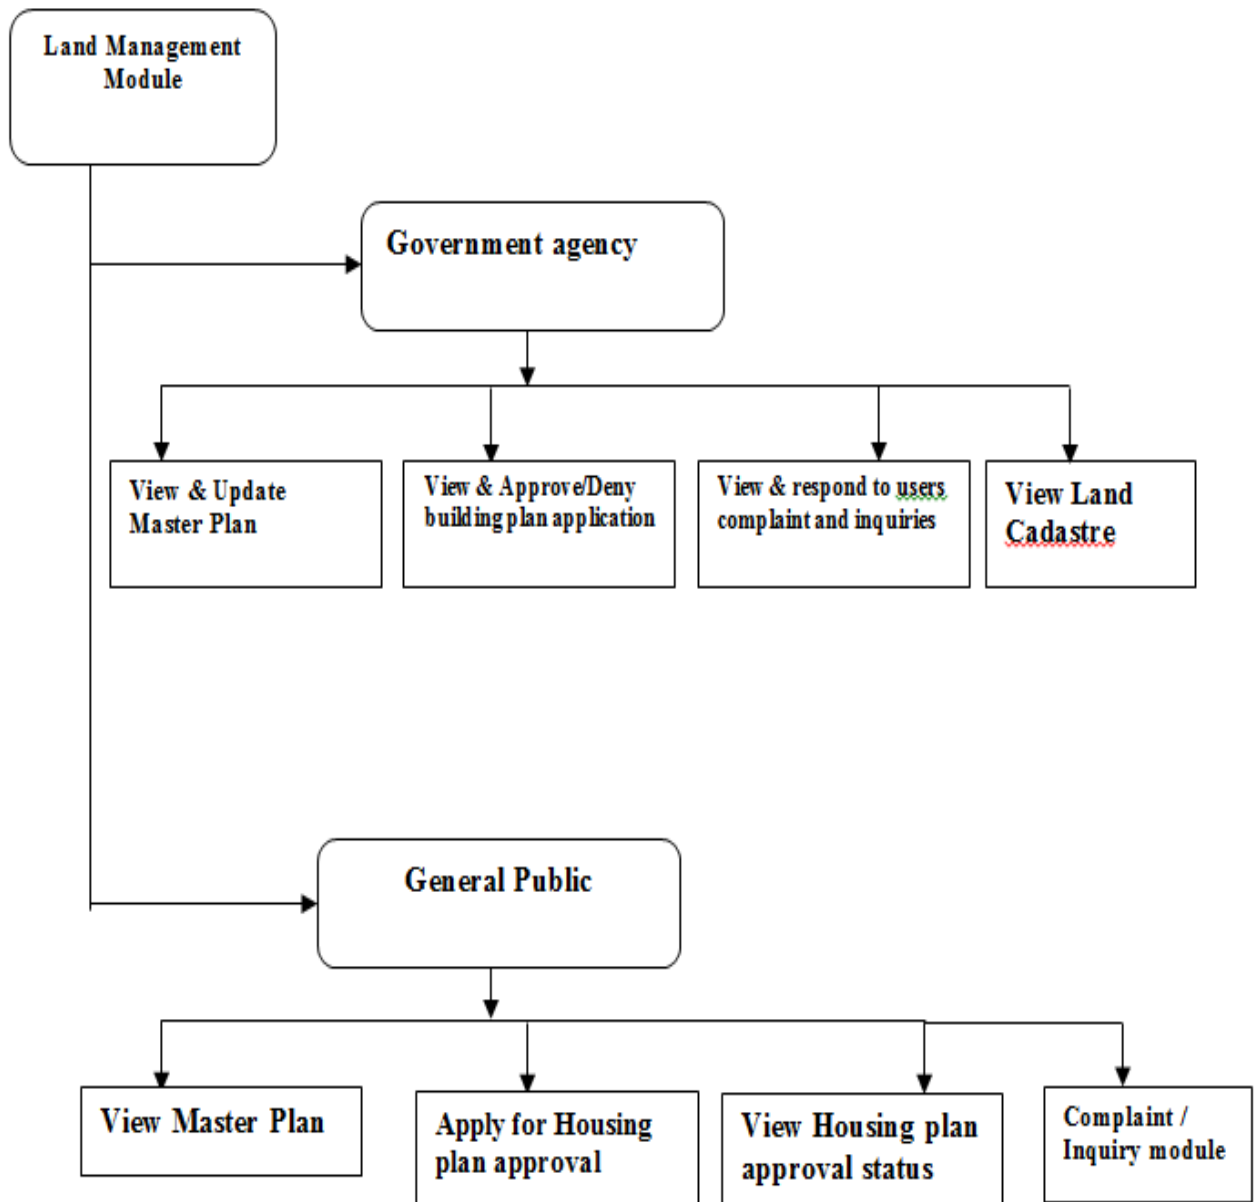 Land Management
Module
Government agency
View & Update
Master Plan
View & Approve/Deny
building plan application
View & respond to users
complaint and inquiries
View Land
Cadastre
General Public
View Master Plan
Apply for Housing
plan approval
View Housing plan
approval status
Complaint /
Inquiry module